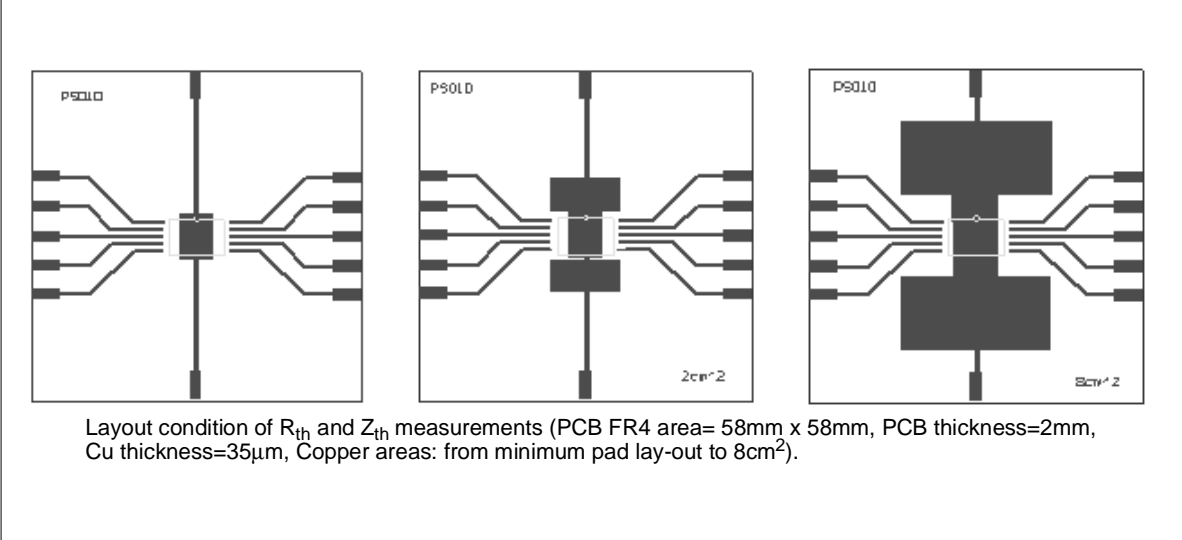 PSO10
PSO10
PSO10
2cm^2
8cm^2
Layout condition of Rth and Zth measurements (PCB FR4 area= 58mm x 58mm, PCB thickness=2mm,
Cu thickness=35μm, Copper areas: from minimum pad lay-out to 8cm2).